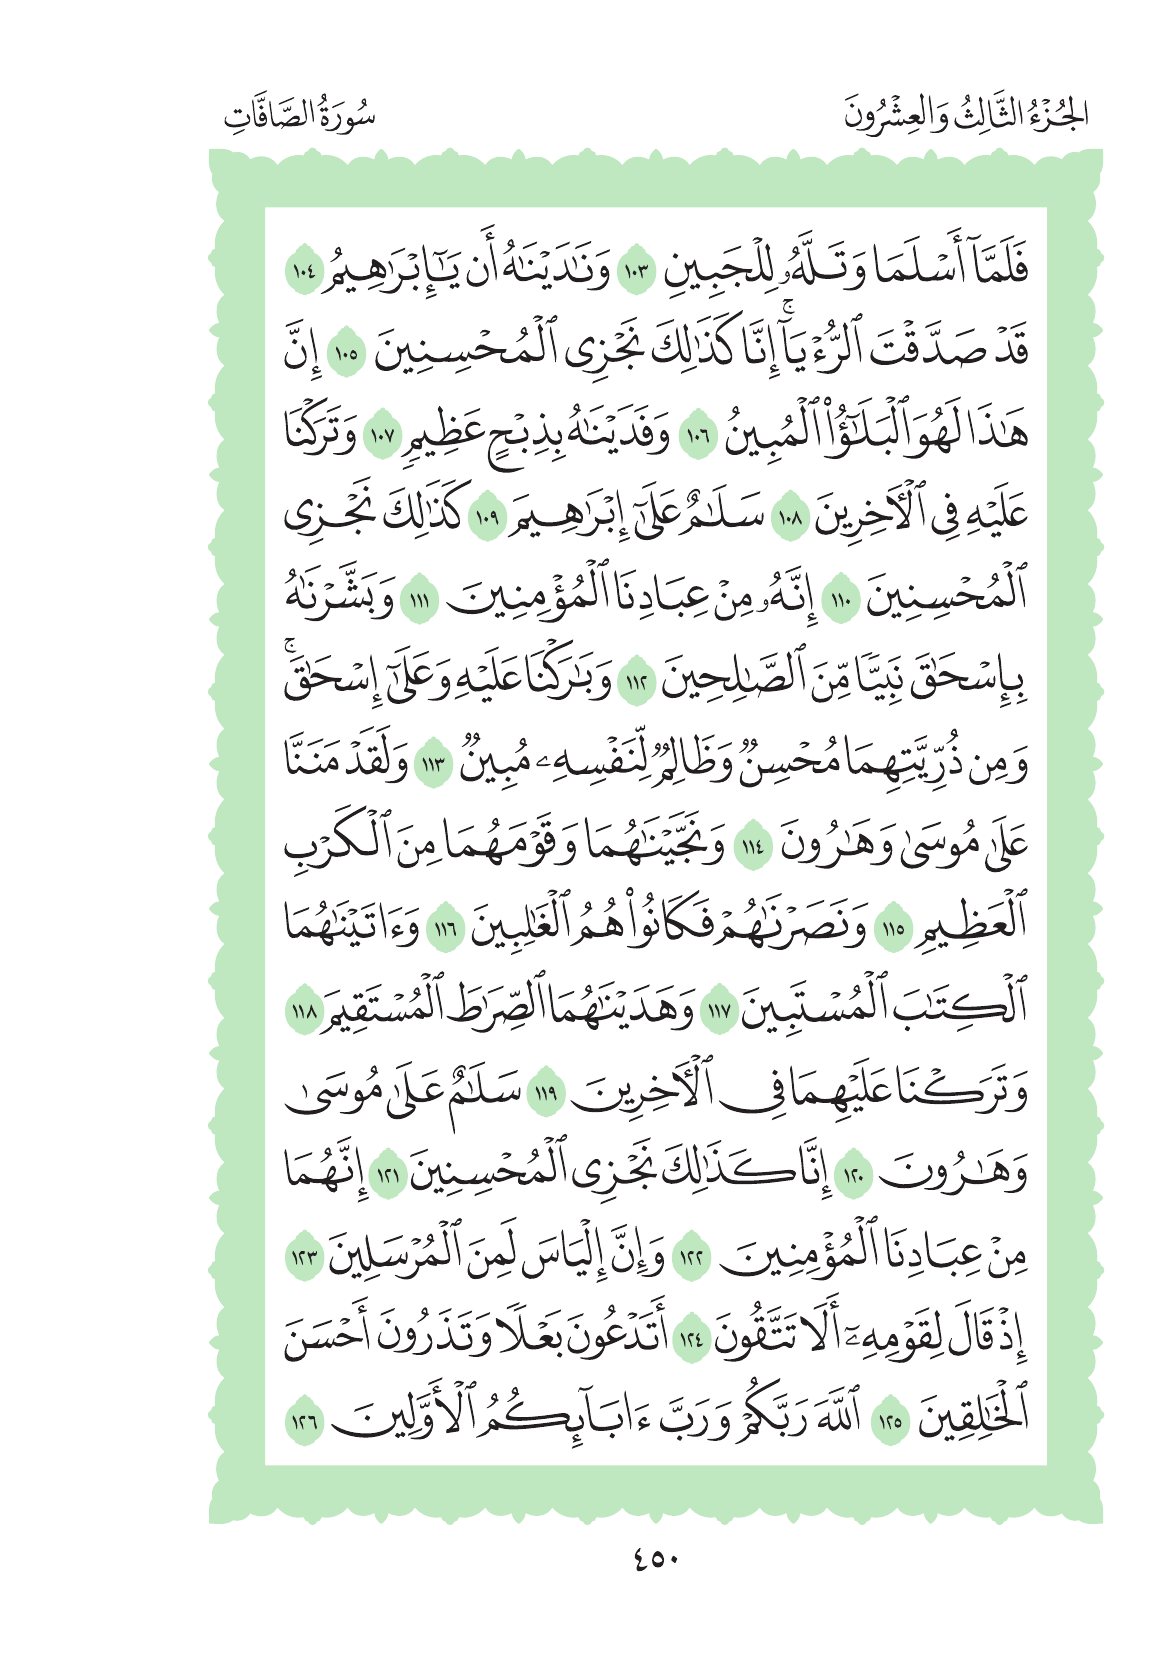 الجُزْءُ الثَّالِثُ وَالعِشْرُونَ
سُورَةُ الصَّافَّاتِ
فَلَمَّآ أَسْلَمَا وَتَلَّهُۥ لِلْجَبِينِ ١٠٣ وَنَٰدَيْنَٰهُ أَن يَـٰٓإِبْرَٰهِيمُ ١٠٤
قَدْ صَدَّقْتَ ٱلرُّءْيَآۚ إِنَّا كَذَٰلِكَ نَجْزِى ٱلْمُحْسِنِينَ ١٠٥ إِنَّ
هَٰذَا لَهُوَ ٱلْبَلَٰٓؤُا۟ ٱلْمُبِينُ ١٠٦ وَفَدَيْنَٰهُ بِذِبْحٍ عَظِيمٍ ١٠٧ وَتَرَكْنَا
عَلَيْهِ فِى ٱلْأَخِرِينَ ١٠٨ سَلَٰمٌ عَلَىٰٓ إِبْرَٰهِيمَ ١٠٩ كَذَٰلِكَ نَجْزِى
ٱلْمُحْسِنِينَ ١١٠ إِنَّهُۥ مِنْ عِبَادِنَا ٱلْمُؤْمِنِينَ ١١١ وَبَشَّرْنَٰهُ
بِإِسْحَٰقَ نَبِيًّا مِّنَ ٱلصَّٰلِحِينَ ١١٢ وَبَٰرَكْنَا عَلَيْهِ وَعَلَىٰٓ إِسْحَٰقَۚ
وَمِن ذُرِّيَّتِهِمَا مُحْسِنٌ وَظَالِمٌ لِّنَفْسِهِۦ مُبِينٌ ١١٣ وَلَقَدْ مَنَنَّا
عَلَىٰ مُوسَىٰ وَهَٰرُونَ ١١٤ وَنَجَّيْنَٰهُمَا وَقَوْمَهُمَا مِنَ ٱلْكَرْبِ
ٱلْعَظِيمِ ١١٥ وَنَصَرْنَٰهُمْ فَكَانُوا۟ هُمُ ٱلْغَٰلِبِينَ ١١٦ وَءَاتَيْنَٰهُمَا
ٱلْكِتَٰبَ ٱلْمُسْتَبِينَ ١١٧ وَهَدَيْنَٰهُمَا ٱلصِّرَٰطَ ٱلْمُسْتَقِيمَ ١١٨
وَتَرَكْنَا عَلَيْهِمَا فِى ٱلْأَخِرِينَ ١١٩ سَلَٰمٌ عَلَىٰ مُوسَىٰ
وَهَٰرُونَ ١٢٠ إِنَّا كَذَٰلِكَ نَجْزِى ٱلْمُحْسِنِينَ ١٢١ إِنَّهُمَا
مِنْ عِبَادِنَا ٱلْمُؤْمِنِينَ ١٢٢ وَإِنَّ إِلْيَاسَ لَمِنَ ٱلْمُرْسَلِينَ ١٢٣
إِذْ قَالَ لِقَوْمِهِۦٓ أَلَا تَتَّقُونَ ١٢٤ أَتَدْعُونَ بَعْلًا وَتَذَرُونَ أَحْسَنَ
ٱلْخَٰلِقِينَ ١٢٥ ٱللَّهَ رَبَّكُمْ وَرَبَّ ءَابَآئِكُمُ ٱلْأَوَّلِينَ ١٢٦
٤٥٠